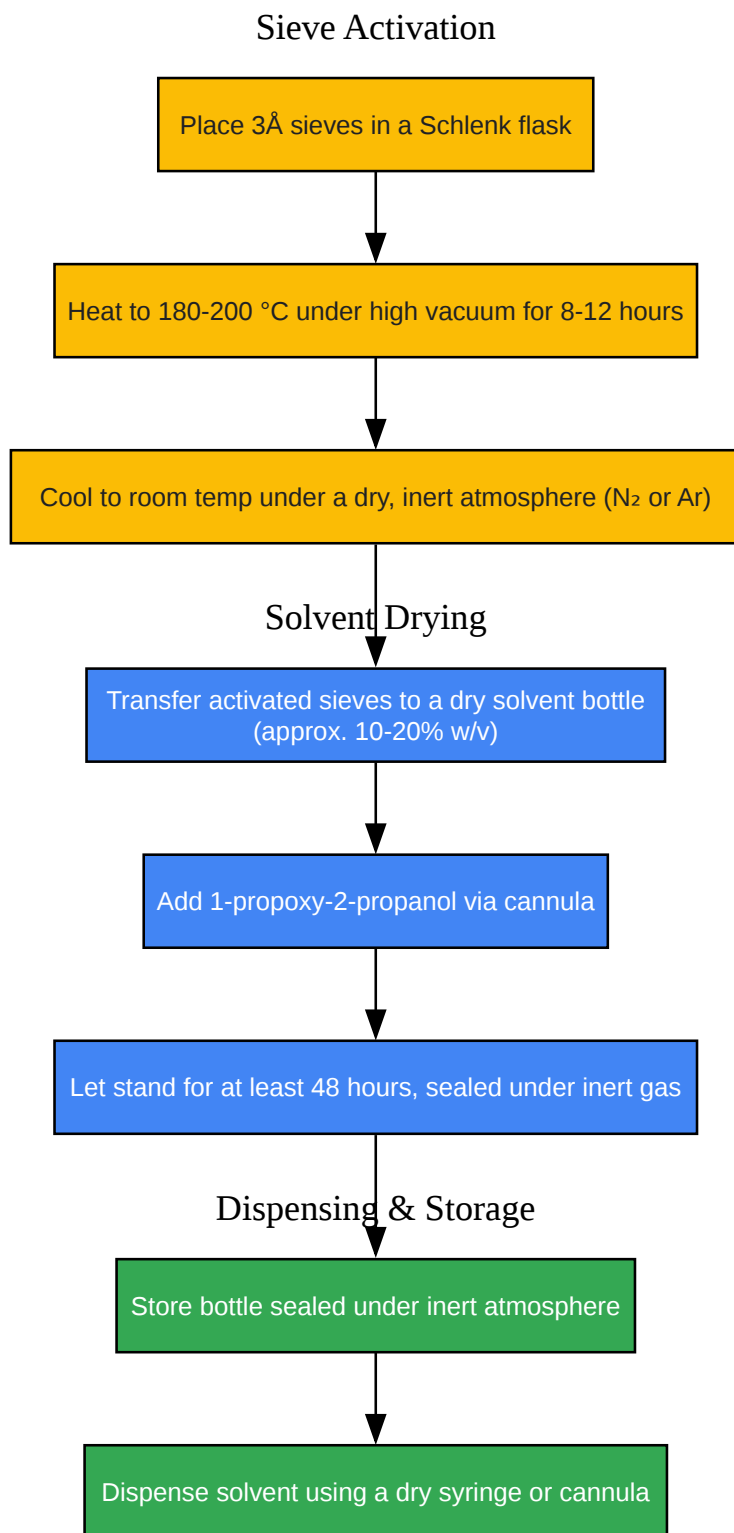 Sieve Activation
Place 3Å sieves in a Schlenk flask
Heat to 180-200 °C under high vacuum for 8-12 hours
Cool to room temp under a dry, inert atmosphere (N₂ or Ar)
Solvent Drying
Transfer activated sieves to a dry solvent bottle
(approx. 10-20% w/v)
Add 1-propoxy-2-propanol via cannula
Let stand for at least 48 hours, sealed under inert gas
Dispensing & Storage
Store bottle sealed under inert atmosphere
Dispense solvent using a dry syringe or cannula